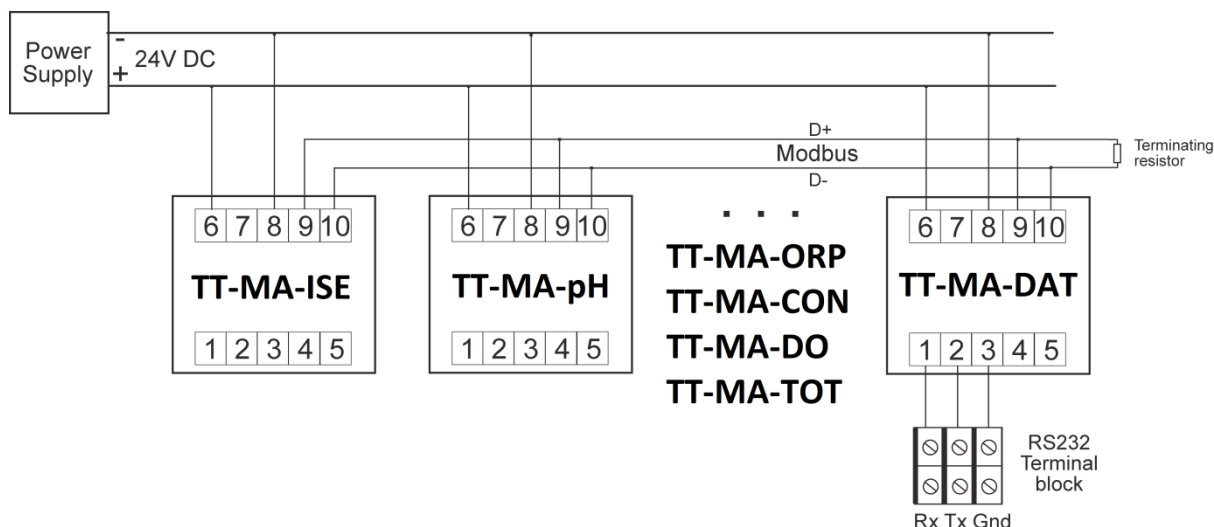 Power
Supply
-
+
24V DC
D+
Modbus
D-
Terminating
resistor
6 7 8 9 10
TT-MA-ISE
1 2 3 4 5
6 7 8 9 10
TT-MA-pH
1 2 3 4 5
. . .
TT-MA-ORP
TT-MA-CON
TT-MA-DO
TT-MA-TOT
6 7 8 9 10
TT-MA-DAT
1 2 3 4 5
RS232
Terminal
block
Rx Tx Gnd